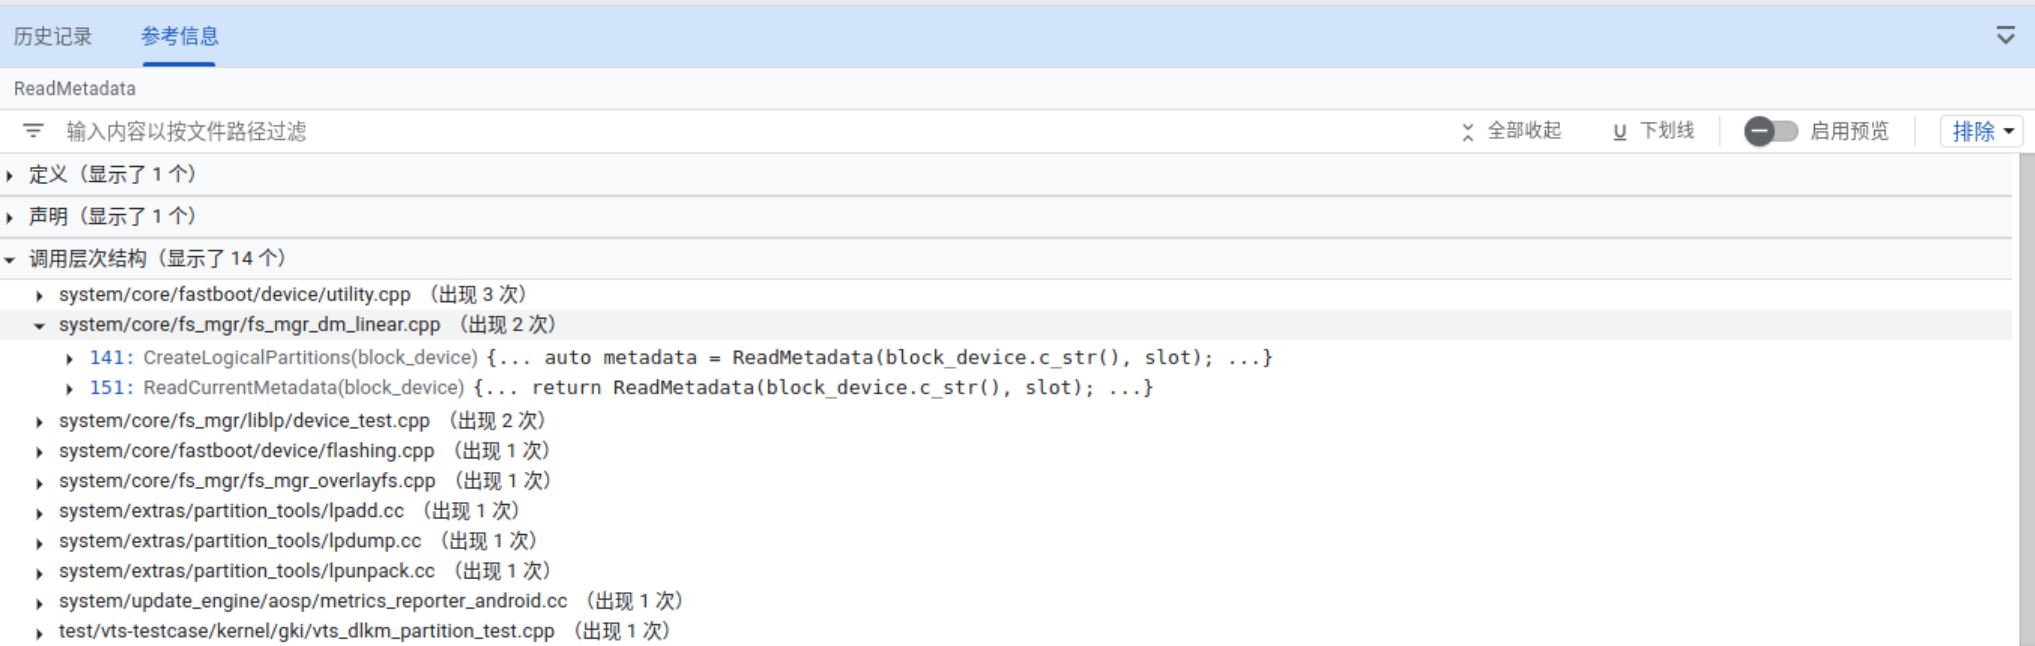 历史记录 参考信息
ReadMetadata
输入内容以按文件路径过滤 全部收起 U 下划线 启用预览 排除
定义（显示了 1 个）
声明（显示了 1 个）
调用层次结构（显示了 14 个）
system/core/fastboot/device/utility.cpp （出现 3 次）
system/core/fs_mgr/fs_mgr_dm_linear.cpp （出现 2 次）
141: CreateLogicalPartitions(block_device) {... auto metadata = ReadMetadata(block_device.c_str(), slot); ...}
151: ReadCurrentMetadata(block_device) {... return ReadMetadata(block_device.c_str(), slot); ...}
system/core/fs_mgr/liblp/device_test.cpp （出现 2 次）
system/core/fastboot/device/flashing.cpp （出现 1 次）
system/core/fs_mgr/fs_mgr_overlayfs.cpp （出现 1 次）
system/extras/partition_tools/lpadd.cc （出现 1 次）
system/extras/partition_tools/lpdump.cc （出现 1 次）
system/extras/partition_tools/lpunpack.cc （出现 1 次）
system/update_engine/aosp/metrics_reporter_android.cc （出现 1 次）
test/vts-testcase/kernel/gki/vts_dlkm_partition_test.cpp （出现 1 次）